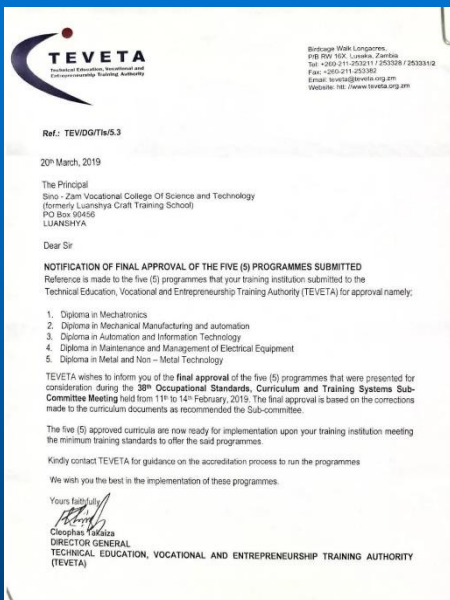 TEVETA
Technical Education, Vocational and
Entrepreneurship Training Authority
Birdcage Walk Longacres,
P/B RW 16X. Lusaka, Zambia
Tel: +260-211-253211 / 253328 / 253331/2
Fax: +260-211-253382
Email: teveta@teveta.org.zm
Website: htt: //www.teveta.org.zm
Ref.: TEV/DG/TIs/5.3
20th March, 2019
The Principal
Sino - Zam Vocational College Of Science and Technology
(formerly Luanshya Craft Training School)
PO Box 90456
LUANSHYA
Dear Sir
NOTIFICATION OF FINAL APPROVAL OF THE FIVE (5) PROGRAMMES SUBMITTED
Reference is made to the five (5) programmes that your training institution submitted to the
Technical Education, Vocational and Entrepreneurship Training Authority (TEVETA) for approval namely;
1. Diploma in Mechatronics
2. Diploma in Mechanical Manufacturing and automation
3. Diploma in Automation and Information Technology
4. Diploma in Maintenance and Management of Electrical Equipment
5. Diploma in Metal and Non – Metal Technology
TEVETA wishes to inform you of the final approval of the five (5) programmes that were presented for
consideration during the 38th Occupational Standards, Curriculum and Training Systems Sub-
Committee Meeting held from 11th to 14th February, 2019. The final approval is based on the corrections
made to the curriculum documents as recommended the Sub-committee.
The five (5) approved curricula are now ready for implementation upon your training institution meeting
the minimum training standards to offer the said programmes.
Kindly contact TEVETA for guidance on the accreditation process to run the programmes
We wish you the best in the implementation of these programmes.
Yours faithfully
Cleophas Takaiza
DIRECTOR GENERAL
TECHNICAL EDUCATION, VOCATIONAL AND ENTREPRENEURSHIP TRAINING AUTHORITY
(TEVETA)